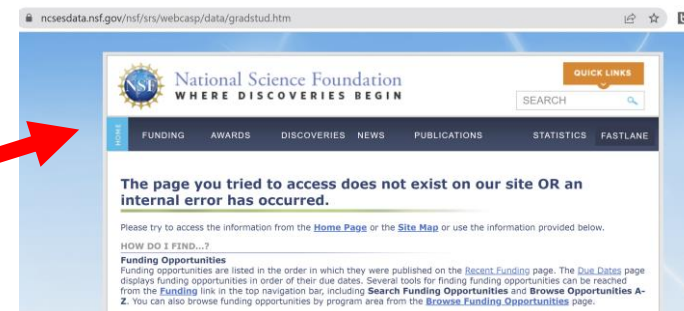 ncsesdata.nsf.gov/nsf/srs/webcasp/data/gradstud.htm
QUICK LINKS
NSF
National Science Foundation
WHERE DISCOVERIES BEGIN
SEARCH
HOME
FUNDING AWARDS DISCOVERIES NEWS PUBLICATIONS STATISTICS FASTLANE
The page you tried to access does not exist on our site OR an
internal error has occurred.
Please try to access the information from the Home Page or the Site Map or use the information provided below.
HOW DO I FIND...?
Funding Opportunities
Funding opportunities are listed in the order in which they were published on the Recent Funding page. The Due Dates page
displays funding opportunities in order of their due dates. Several tools for finding funding opportunities can be reached
from the Funding link in the top navigation bar, including Search Funding Opportunities and Browse Opportunities A-
Z. You can also browse funding opportunities by program area from the Browse Funding Opportunities page.